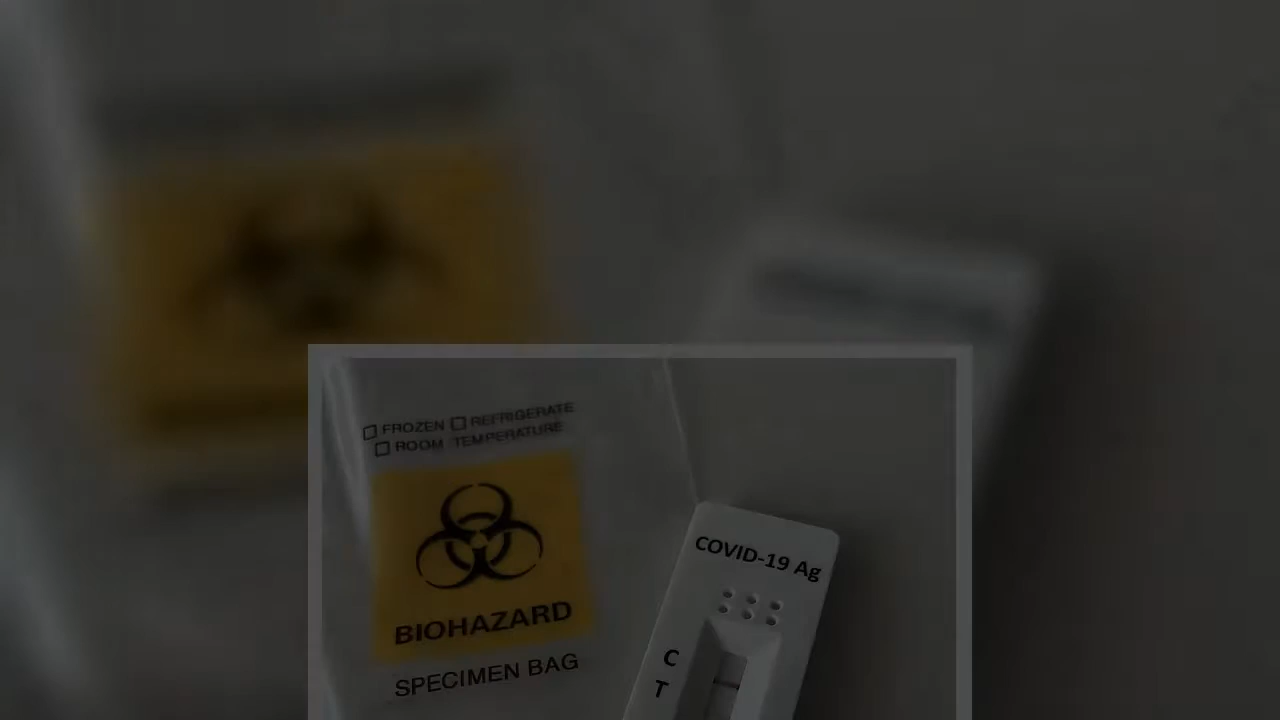 ☐ FROZEN ☐ REFRIGERATE
☐ ROOM TEMPERATURE
BIOHAZARD
SPECIMEN BAG
COVID-19 Ag
C
T